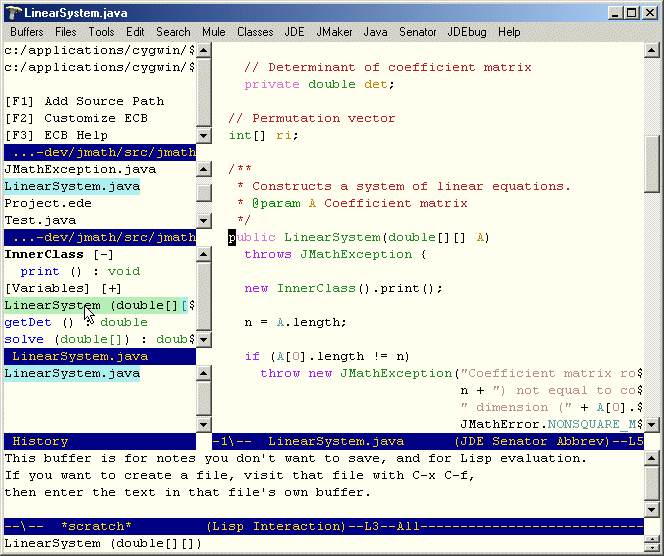 LinearSystem.java
Buffers Files Tools Edit Search Mule Classes JDE JMaker Java Senator JDEbug Help
c:/applications/cygwin/$
c:/applications/cygwin/$
[F1] Add Source Path
[F2] Customize ECB
[F3] ECB Help
...-dev/jmath/src/jmath
JMathException.java
LinearSystem.java
Project.ede
Test.java
...-dev/jmath/src/jmath
InnerClass [-]
print () : void
[Variables] [+]
LinearSystem (double[][$
getDet () : double
solve (double[]) : doub$
LinearSystem.java
LinearSystem.java
History
// Determinant of coefficient matrix
private double det;
// Permutation vector
int[] ri;
/**
* Constructs a system of linear equations.
* @param A Coefficient matrix
*/
public LinearSystem(double[][] A)
throws JMathException {
new InnerClass().print();
n = A.length;
if (A[0].length != n)
throw new JMathException("Coefficient matrix ro$
n + ") not equal to co$
" dimension (" + A[0].$
JMathError.NONSQUARE_M$
-1\-- LinearSystem.java (JDE Senator Abbrev)--L5
This buffer is for notes you don't want to save, and for Lisp evaluation.
If you want to create a file, visit that file with C-x C-f,
then enter the text in that file's own buffer.
--\-- *scratch* (Lisp Interaction)--L3--All----------------------------
LinearSystem (double[][])